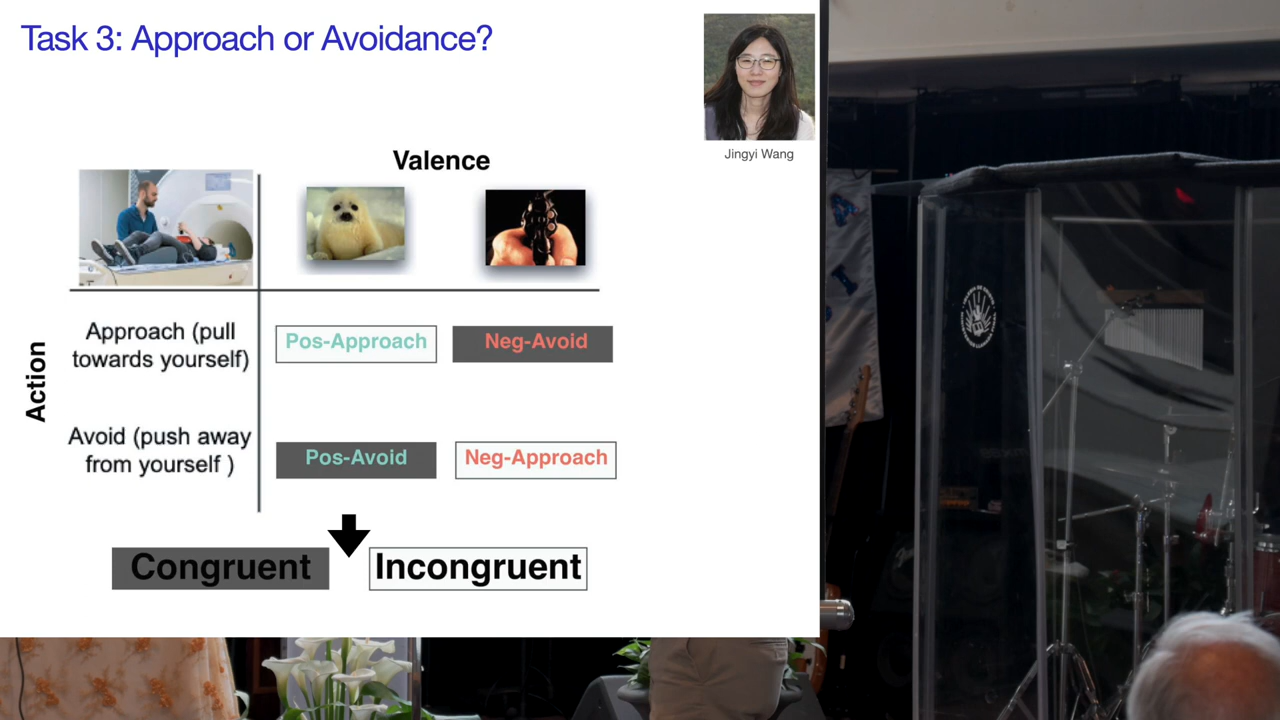 Task 3: Approach or Avoidance?
Jingyi Wang
Valence
Action
Approach (pull
towards yourself)
Pos-Approach
Neg-Avoid
Avoid (push away
from yourself )
Pos-Avoid
Neg-Approach
Congruent
Incongruent